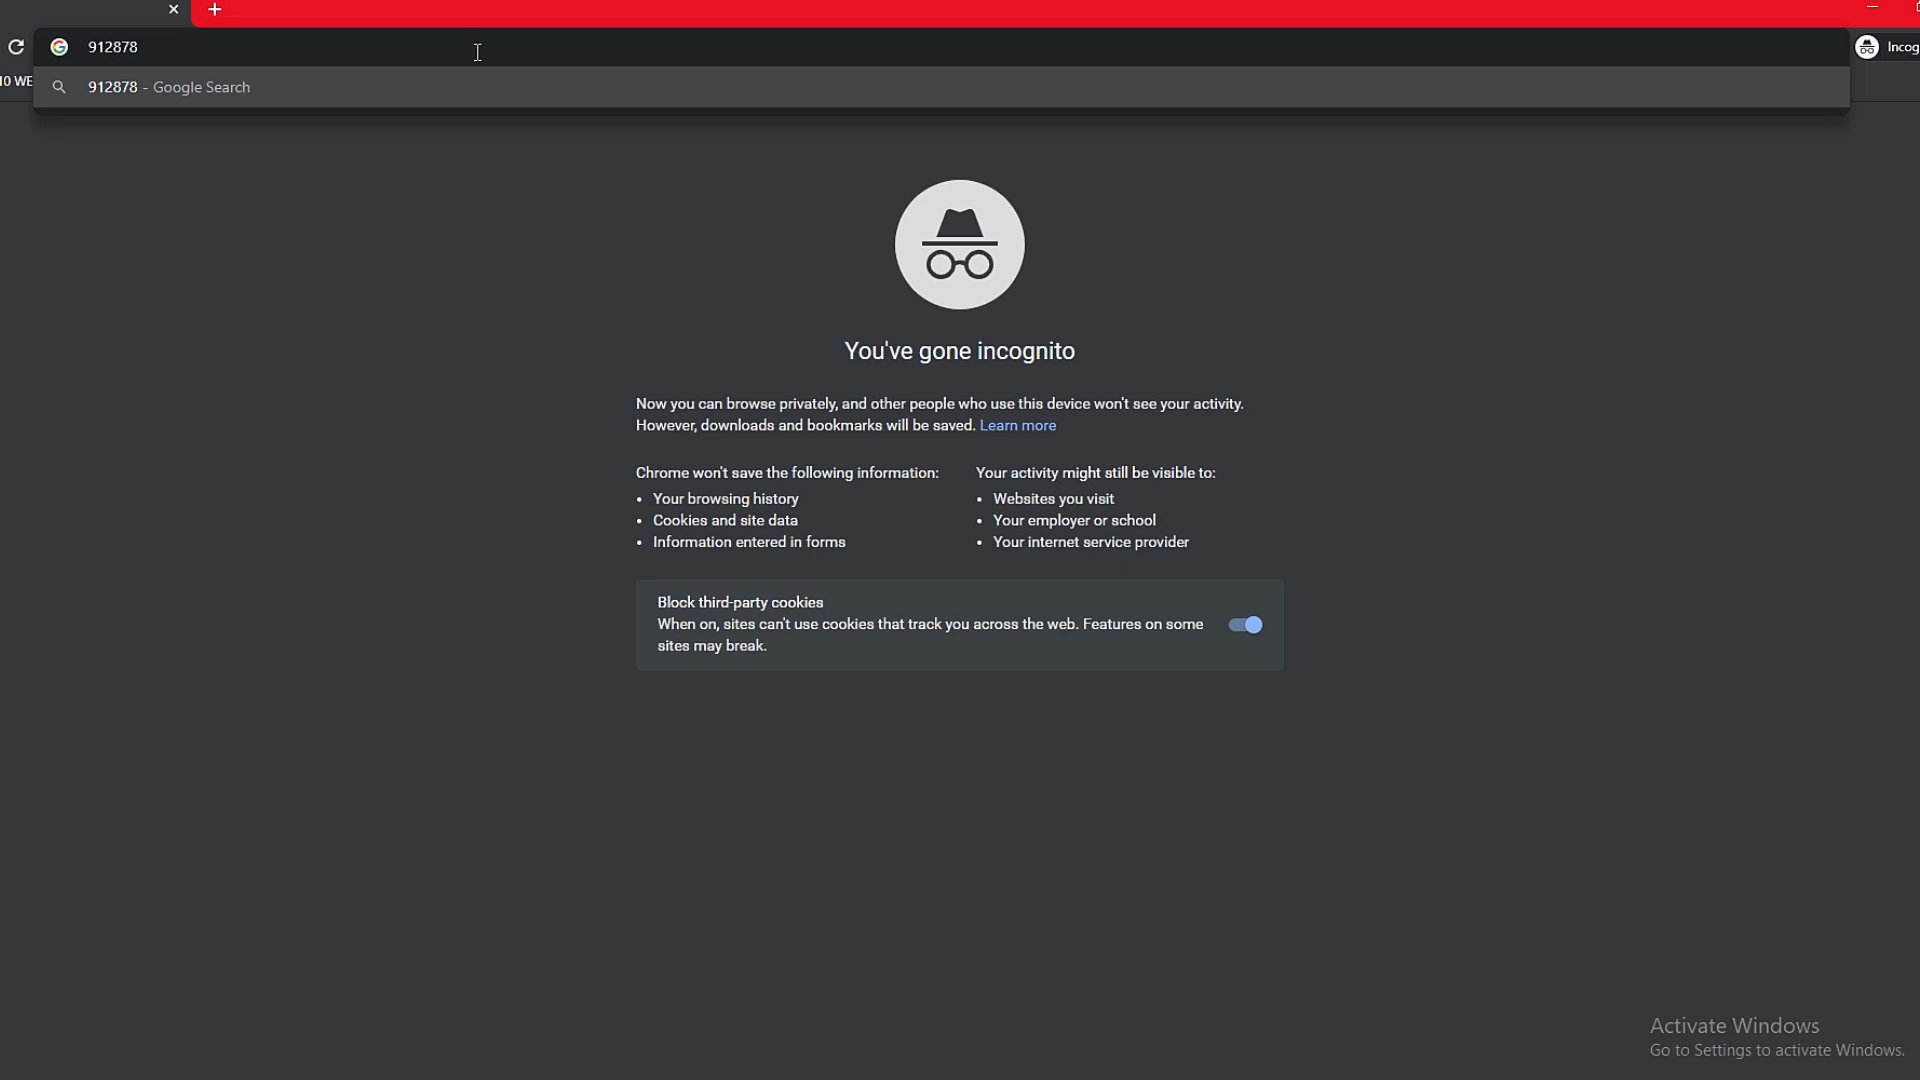 912878
Incog
10 WE
912878 - Google Search
You've gone incognito
Now you can browse privately, and other people who use this device won't see your activity.
However, downloads and bookmarks will be saved. Learn more
Chrome won't save the following information:
• Your browsing history
• Cookies and site data
• Information entered in forms
Your activity might still be visible to:
• Websites you visit
• Your employer or school
• Your internet service provider
Block third-party cookies
When on, sites can't use cookies that track you across the web. Features on some
sites may break.
Activate Windows
Go to Settings to activate Windows.